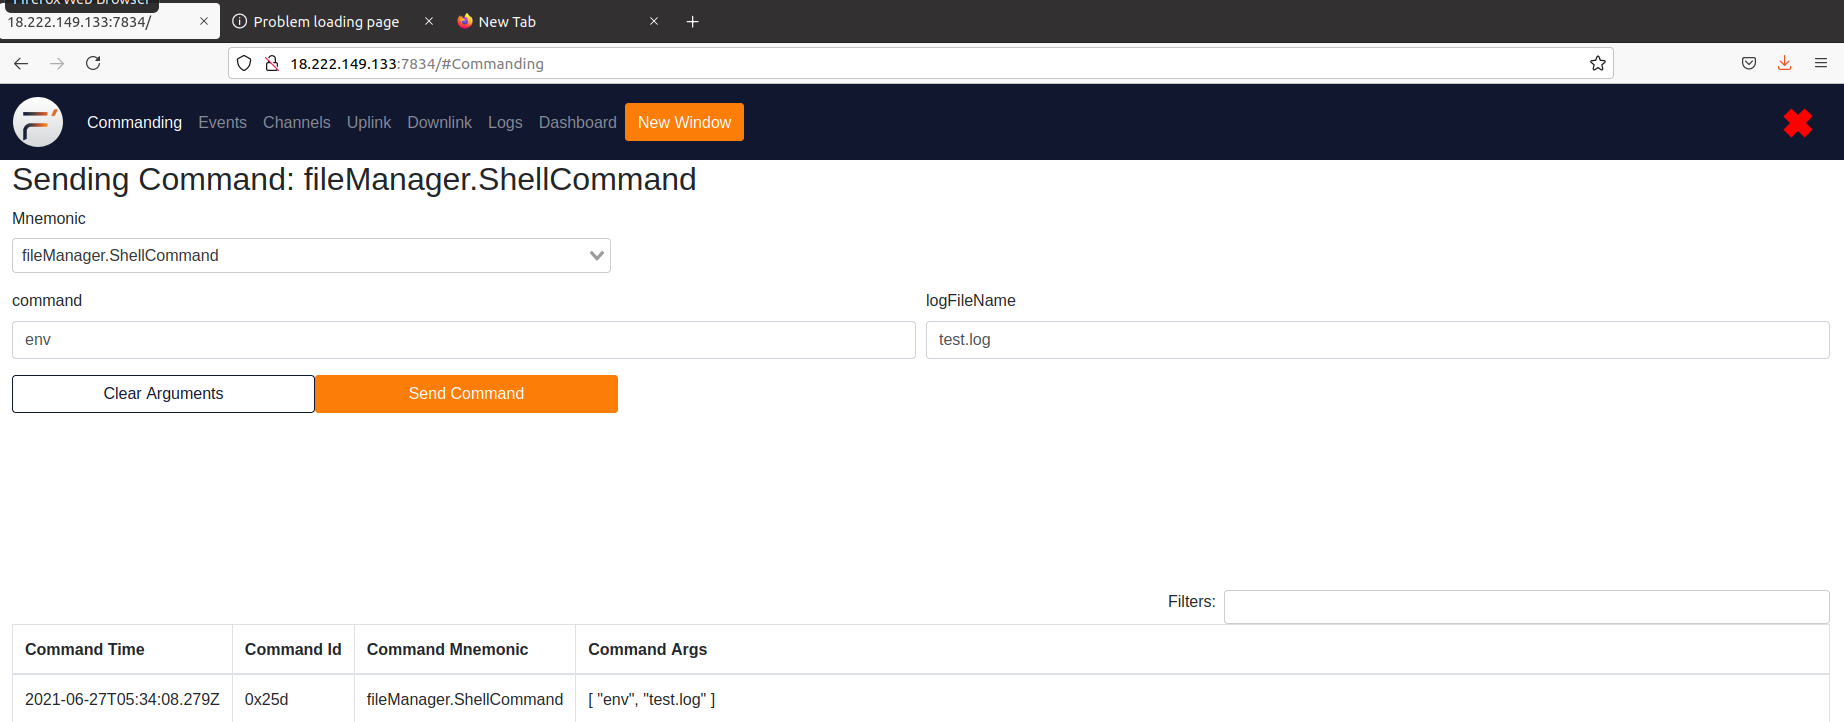 Firefox Web Browser
18.222.149.133:7834/
Problem loading page
New Tab
18.222.149.133:7834/#Commanding
Commanding Events Channels Uplink Downlink Logs Dashboard New Window
Sending Command: fileManager.ShellCommand
Mnemonic
fileManager.ShellCommand
command logFileName
env test.log
Clear Arguments Send Command
Filters:
Command Time Command Id Command Mnemonic Command Args
2021-06-27T05:34:08.279Z 0x25d fileManager.ShellCommand [ "env", "test.log" ]